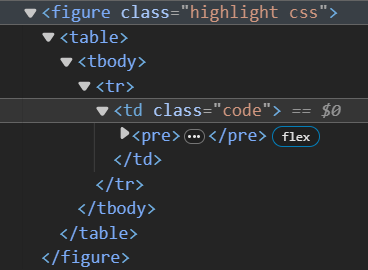 <figure class="highlight css">
<table>
<tbody>
<tr>
<td class="code"> == $0
<pre>…</pre> flex
</td>
</tr>
</tbody>
</table>
</figure>